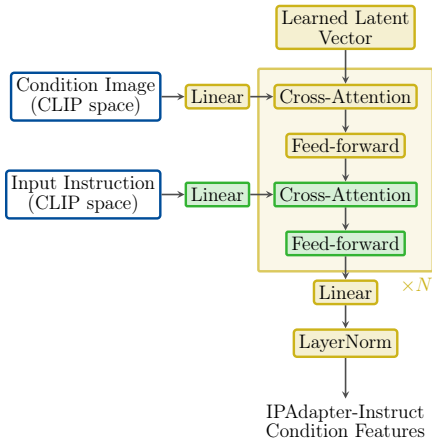 Learned Latent
Vector
Condition Image
(CLIP space)
Linear
Cross-Attention
Feed-forward
Input Instruction
(CLIP space)
Linear
Cross-Attention
Feed-forward
×N
Linear
LayerNorm
IPAdapter-Instruct
Condition Features